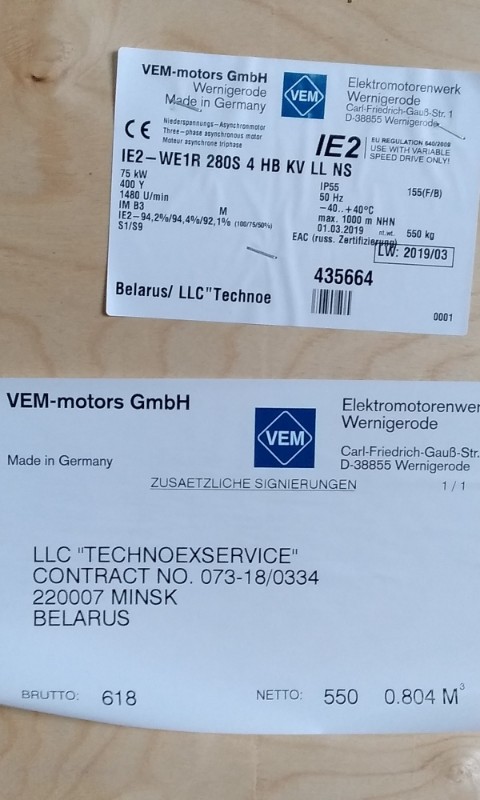 VEM-motors GmbH
Wernigerode
Made in Germany
VEM
Elektromotorenwerk
Wernigerode
Carl-Friedrich-Gauß-Str. 1
D-38855 Wernigerode
CE
Niederspannungs-Asynchronmotor
Three-phase asynchronous motor
Moteur asynchrone triphase
IE2
EU REGULATION 640/2009
USE WITH VARIABLE
SPEED DRIVE ONLY!
IE2-WE1R 280S 4 HB KV LL NS
75 kW
400 Y
1480 U/min
IM B3
M
IE2-94,2%/94,4%/92,1% (100/75/50%)
S1/S9
IP55
155(F/B)
50 Hz
-40..+40°C
max. 1000 m NHN
01.03.2019
nt.wt. 550 kg
EAC (russ. Zertifizierung)
LW: 2019/03
435664
Belarus/ LLC"Technoe
0001
VEM-motors GmbH
VEM
Elektromotorenwer
Wernigerode
Made in Germany
Carl-Friedrich-Gauß-Str.
D-38855 Wernigerode
ZUSAETZLICHE SIGNIERUNGEN
1 / 1
LLC "TECHNOEXSERVICE"
CONTRACT NO. 073-18/0334
220007 MINSK
BELARUS
BRUTTO: 618 NETTO: 550 0.804 M³